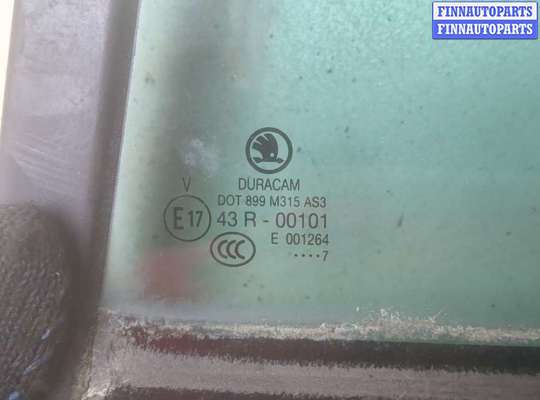 FINNAUTOPARTS
FINNAUTOPARTS
V DURACAM
DOT 899 M315 AS3
E17 43 R - 00101
CCC E 001264
....7